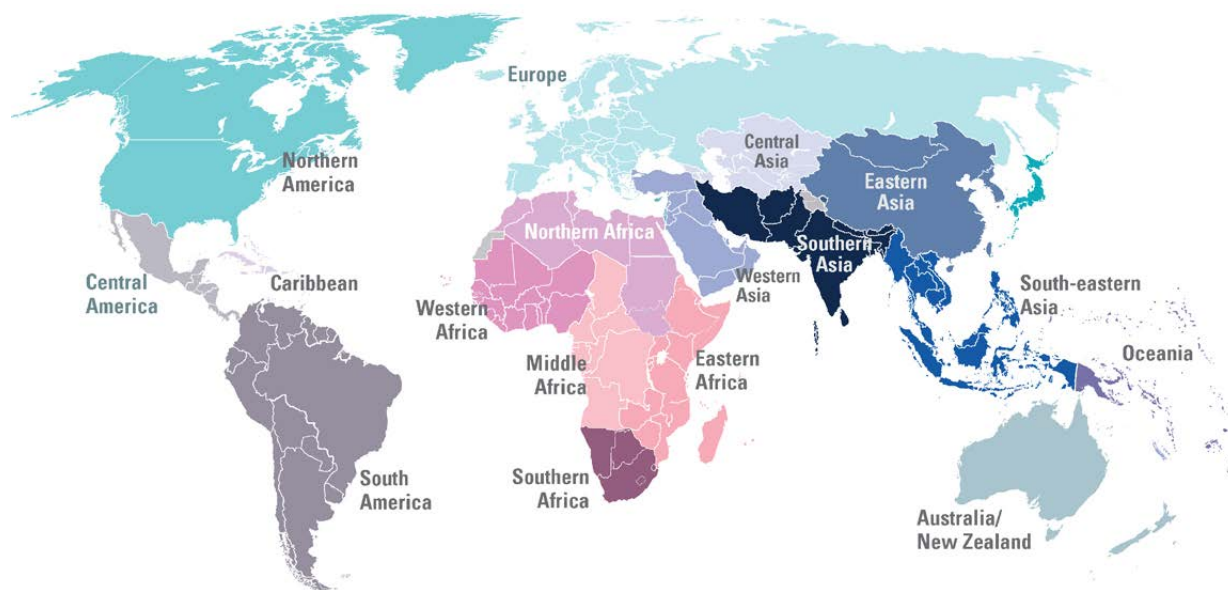 Europe
Northern
America
Central
Asia
Eastern
Asia
Northern Africa
Southern
Asia
Western
Asia
Central
America
Caribbean
Western
Africa
South-eastern
Asia
Middle
Africa
Eastern
Africa
Oceania
South
America
Southern
Africa
Australia/
New Zealand